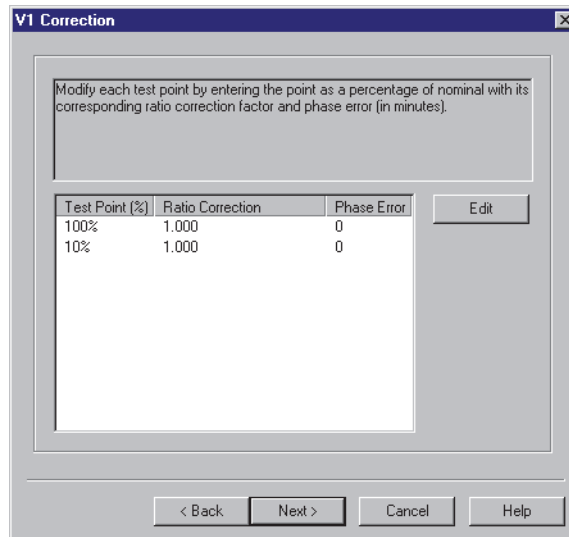 V1 Correction
Modify each test point by entering the point as a percentage of nominal with its
corresponding ratio correction factor and phase error (in minutes).
Test Point (%) Ratio Correction Phase Error
Edit
100% 1.000 0
10% 1.000 0
< Back Next > Cancel Help